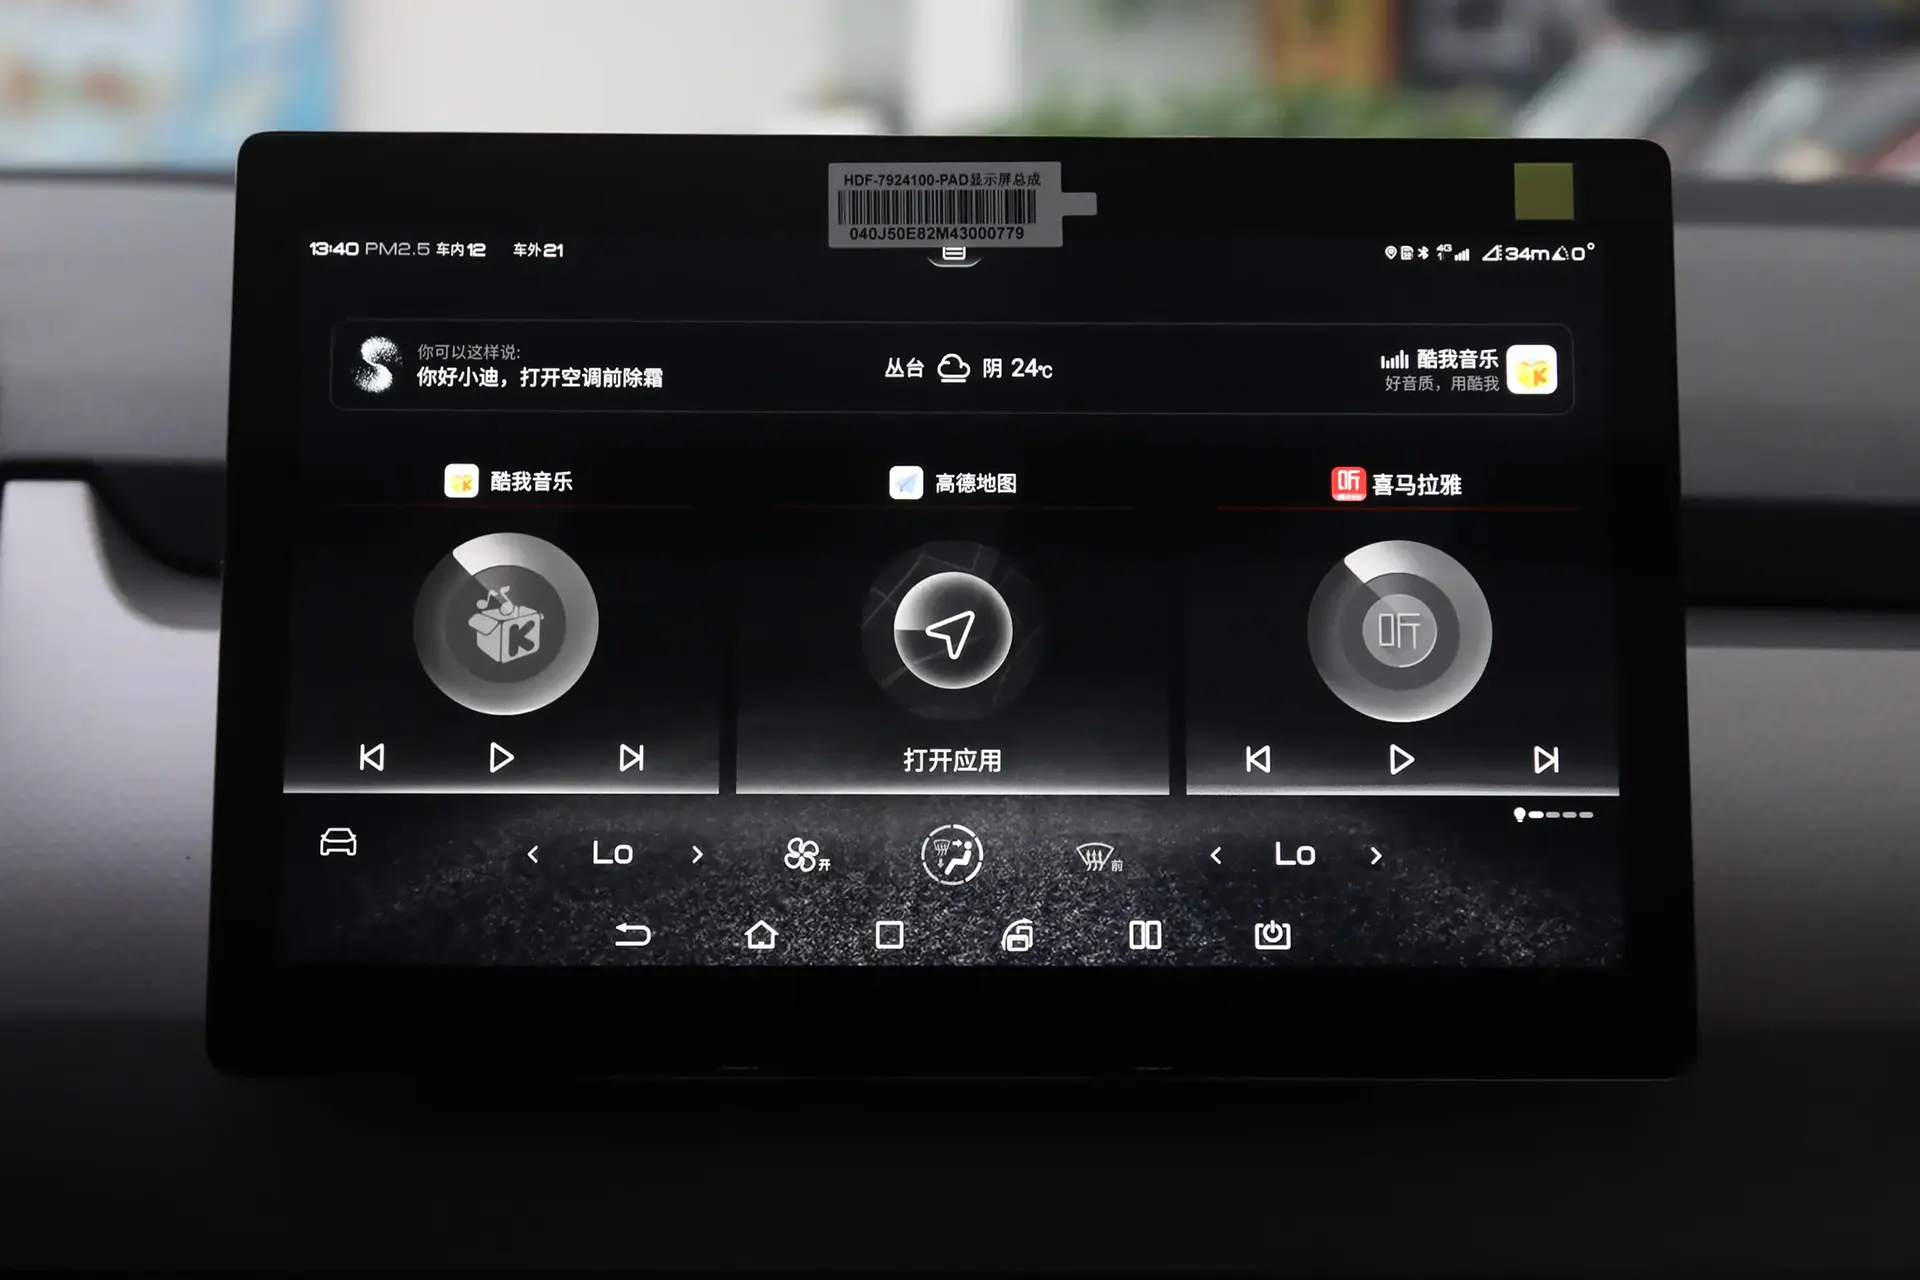 HDF-7924100-PAD显示屏总成
040J50E82M43000779
13:40 PM2.5 车内12 车外21
4G 34m 0°
你可以这样说:
你好小迪，打开空调前除霜
丛台 阴 24℃
酷我音乐
好音质，用酷我
酷我音乐
高德地图
听 喜马拉雅
K
听
打开应用
Lo 开 前 Lo